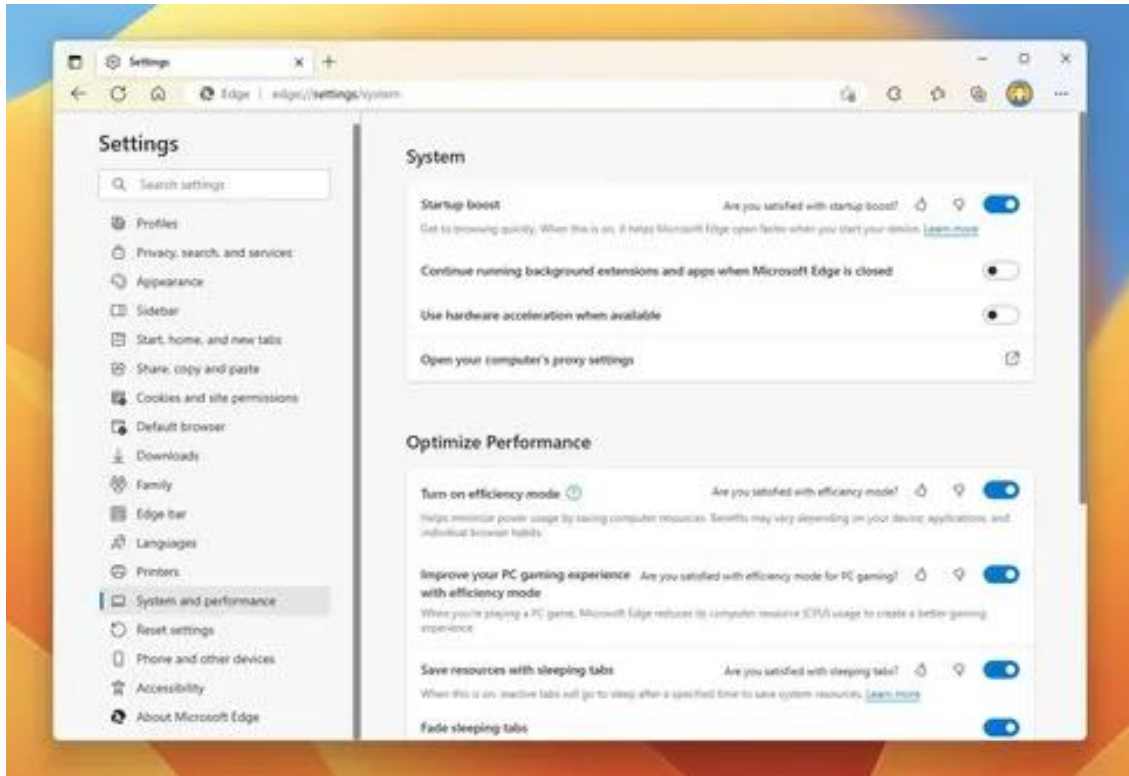 Settings
Edge | edge://settings/system
Settings
Search settings
Profiles
Privacy, search, and services
Appearance
Sidebar
Start, home, and new tabs
Share, copy and paste
Cookies and site permissions
Default browser
Downloads
Family
Edge bar
Languages
Printers
System and performance
Reset settings
Phone and other devices
Accessibility
About Microsoft Edge
System
Startup boost Are you satisfied with startup boost?
Get to browsing quickly. When this is on, it helps Microsoft Edge open faster when you start your device. Learn more
Continue running background extensions and apps when Microsoft Edge is closed
Use hardware acceleration when available
Open your computer's proxy settings
Optimize Performance
Turn on efficiency mode Are you satisfied with efficiency mode?
Helps minimize power usage by saving computer resources. Benefits may vary depending on your device, applications, and
individual browser habits.
Improve your PC gaming experience Are you satisfied with efficiency mode for PC gaming?
with efficiency mode
When you're playing a PC game, Microsoft Edge reduces its computer resource (CPU) usage to create a better gaming
experience
Save resources with sleeping tabs Are you satisfied with sleeping tabs?
When this is on, inactive tabs will go to sleep after a specified time to save system resources. Learn more
Fade sleeping tabs